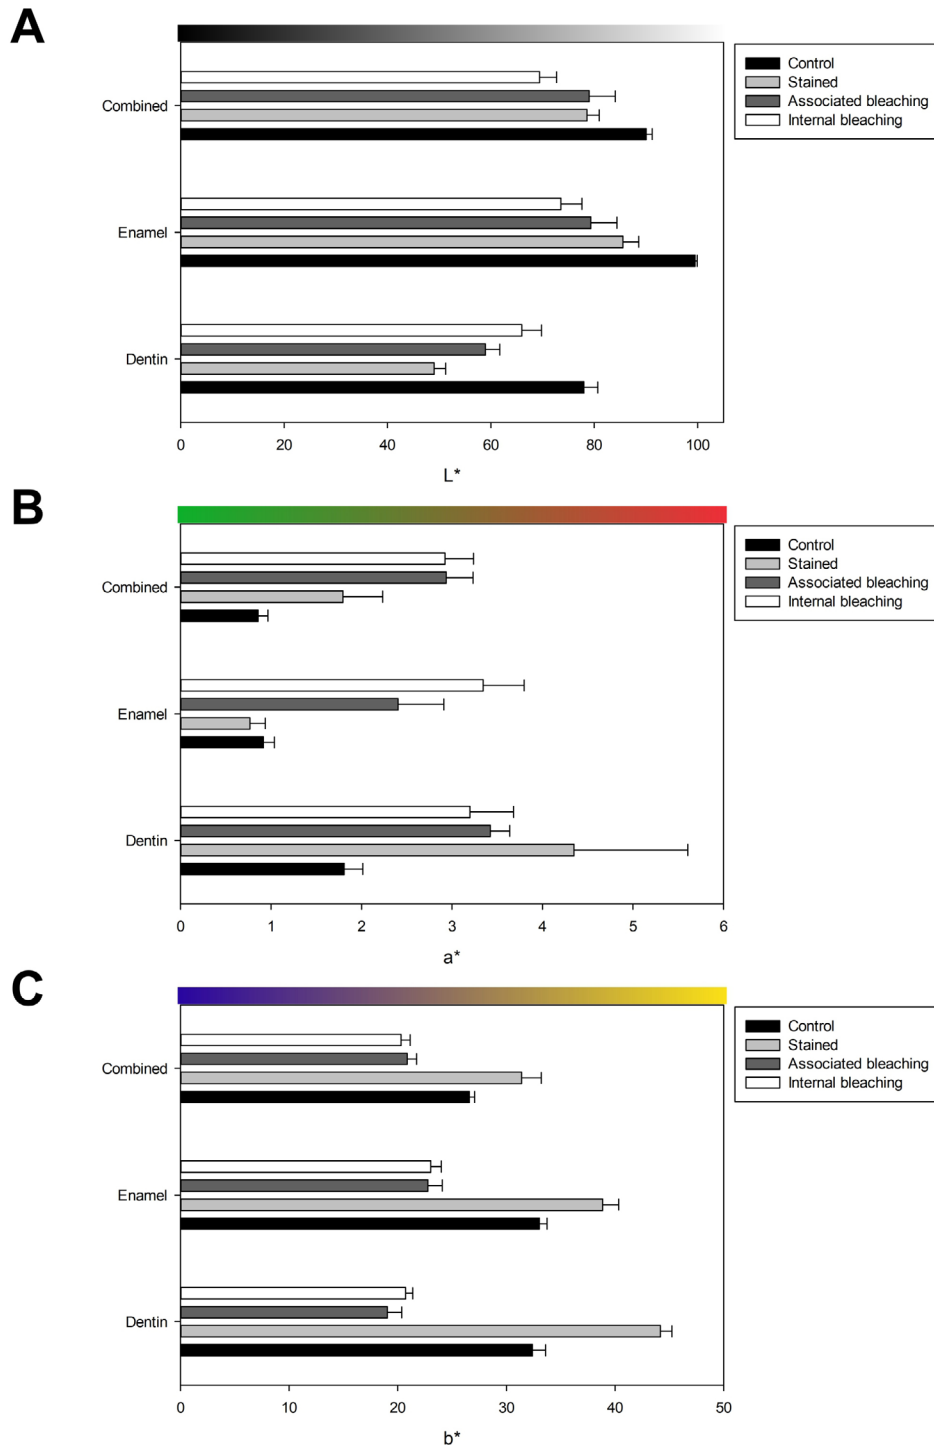 A
Control
Stained
Associated bleaching
Internal bleaching
Combined
Enamel
Dentin
0 20 40 60 80 100
L*
B
Control
Stained
Associated bleaching
Internal bleaching
Combined
Enamel
Dentin
0 1 2 3 4 5 6
a*
C
Control
Stained
Associated bleaching
Internal bleaching
Combined
Enamel
Dentin
0 10 20 30 40 50
b*